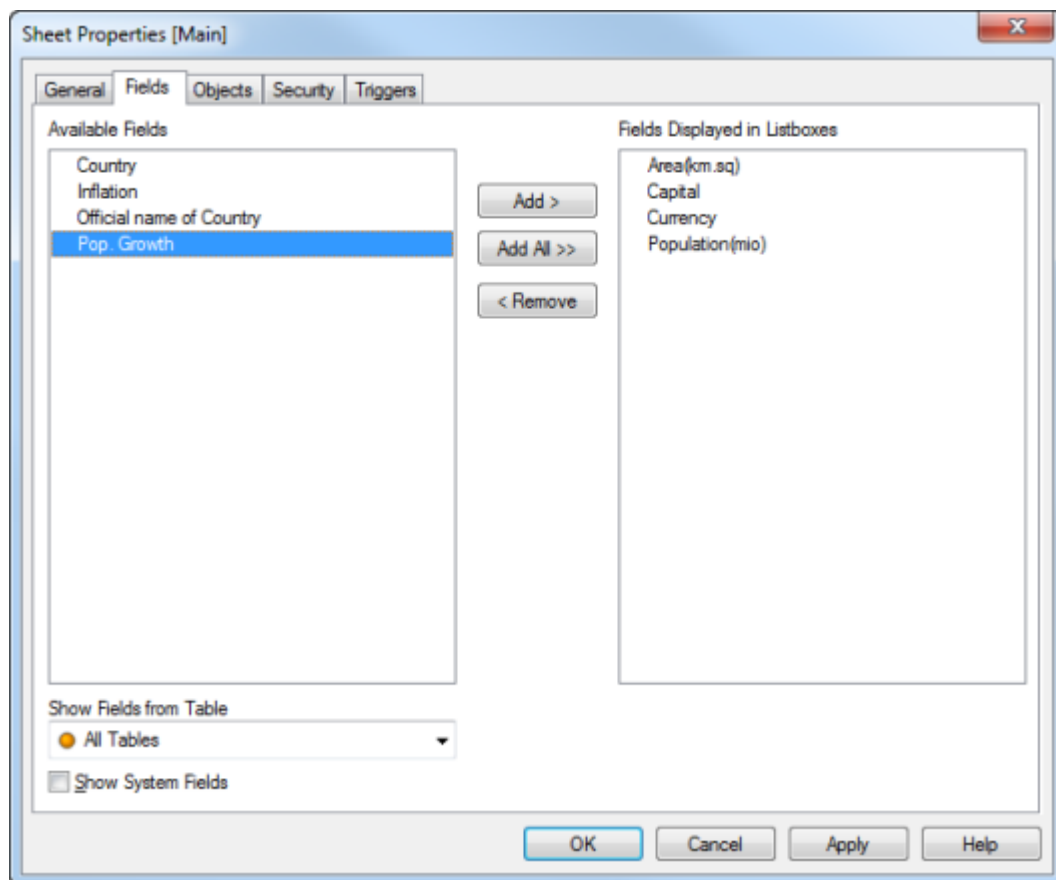 Sheet Properties [Main]
General Fields Objects Security Triggers
Available Fields
Country
Inflation
Official name of Country
Pop. Growth
Add >
Add All >>
< Remove
Fields Displayed in Listboxes
Area(km.sq)
Capital
Currency
Population(mio)
Show Fields from Table
All Tables
Show System Fields
OK Cancel Apply Help